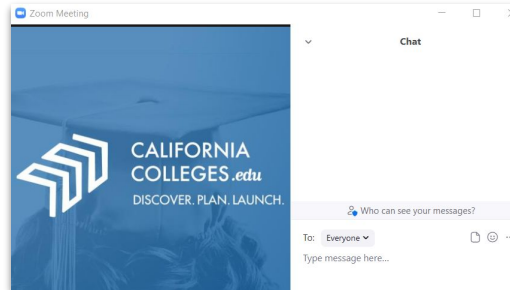 Zoom Meeting
Chat
CALIFORNIA
COLLEGES.edu
DISCOVER. PLAN. LAUNCH.
Who can see your messages?
To: Everyone
Type message here...